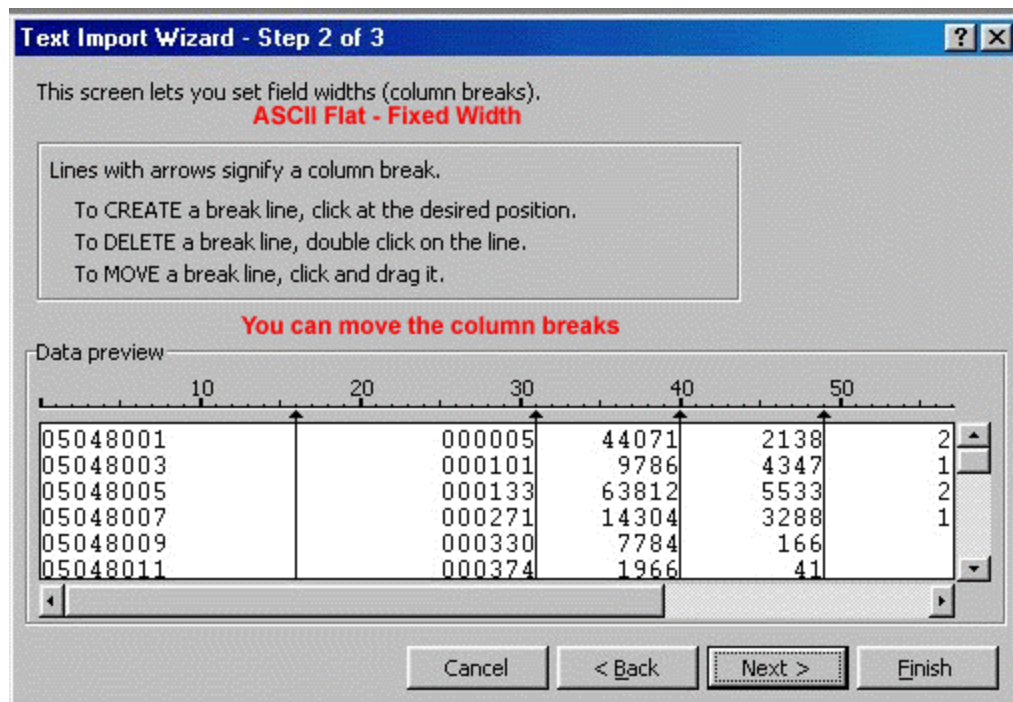 Text Import Wizard - Step 2 of 3
This screen lets you set field widths (column breaks).
ASCII Flat - Fixed Width
Lines with arrows signify a column break.
To CREATE a break line, click at the desired position.
To DELETE a break line, double click on the line.
To MOVE a break line, click and drag it.
You can move the column breaks
Data preview
10 20 30 40 50
05048001 000005 44071 2138 2
05048003 000101 9786 4347 1
05048005 000133 63812 5533 2
05048007 000271 14304 3288 1
05048009 000330 7784 166
05048011 000374 1966 41
Cancel < Back Next > Finish